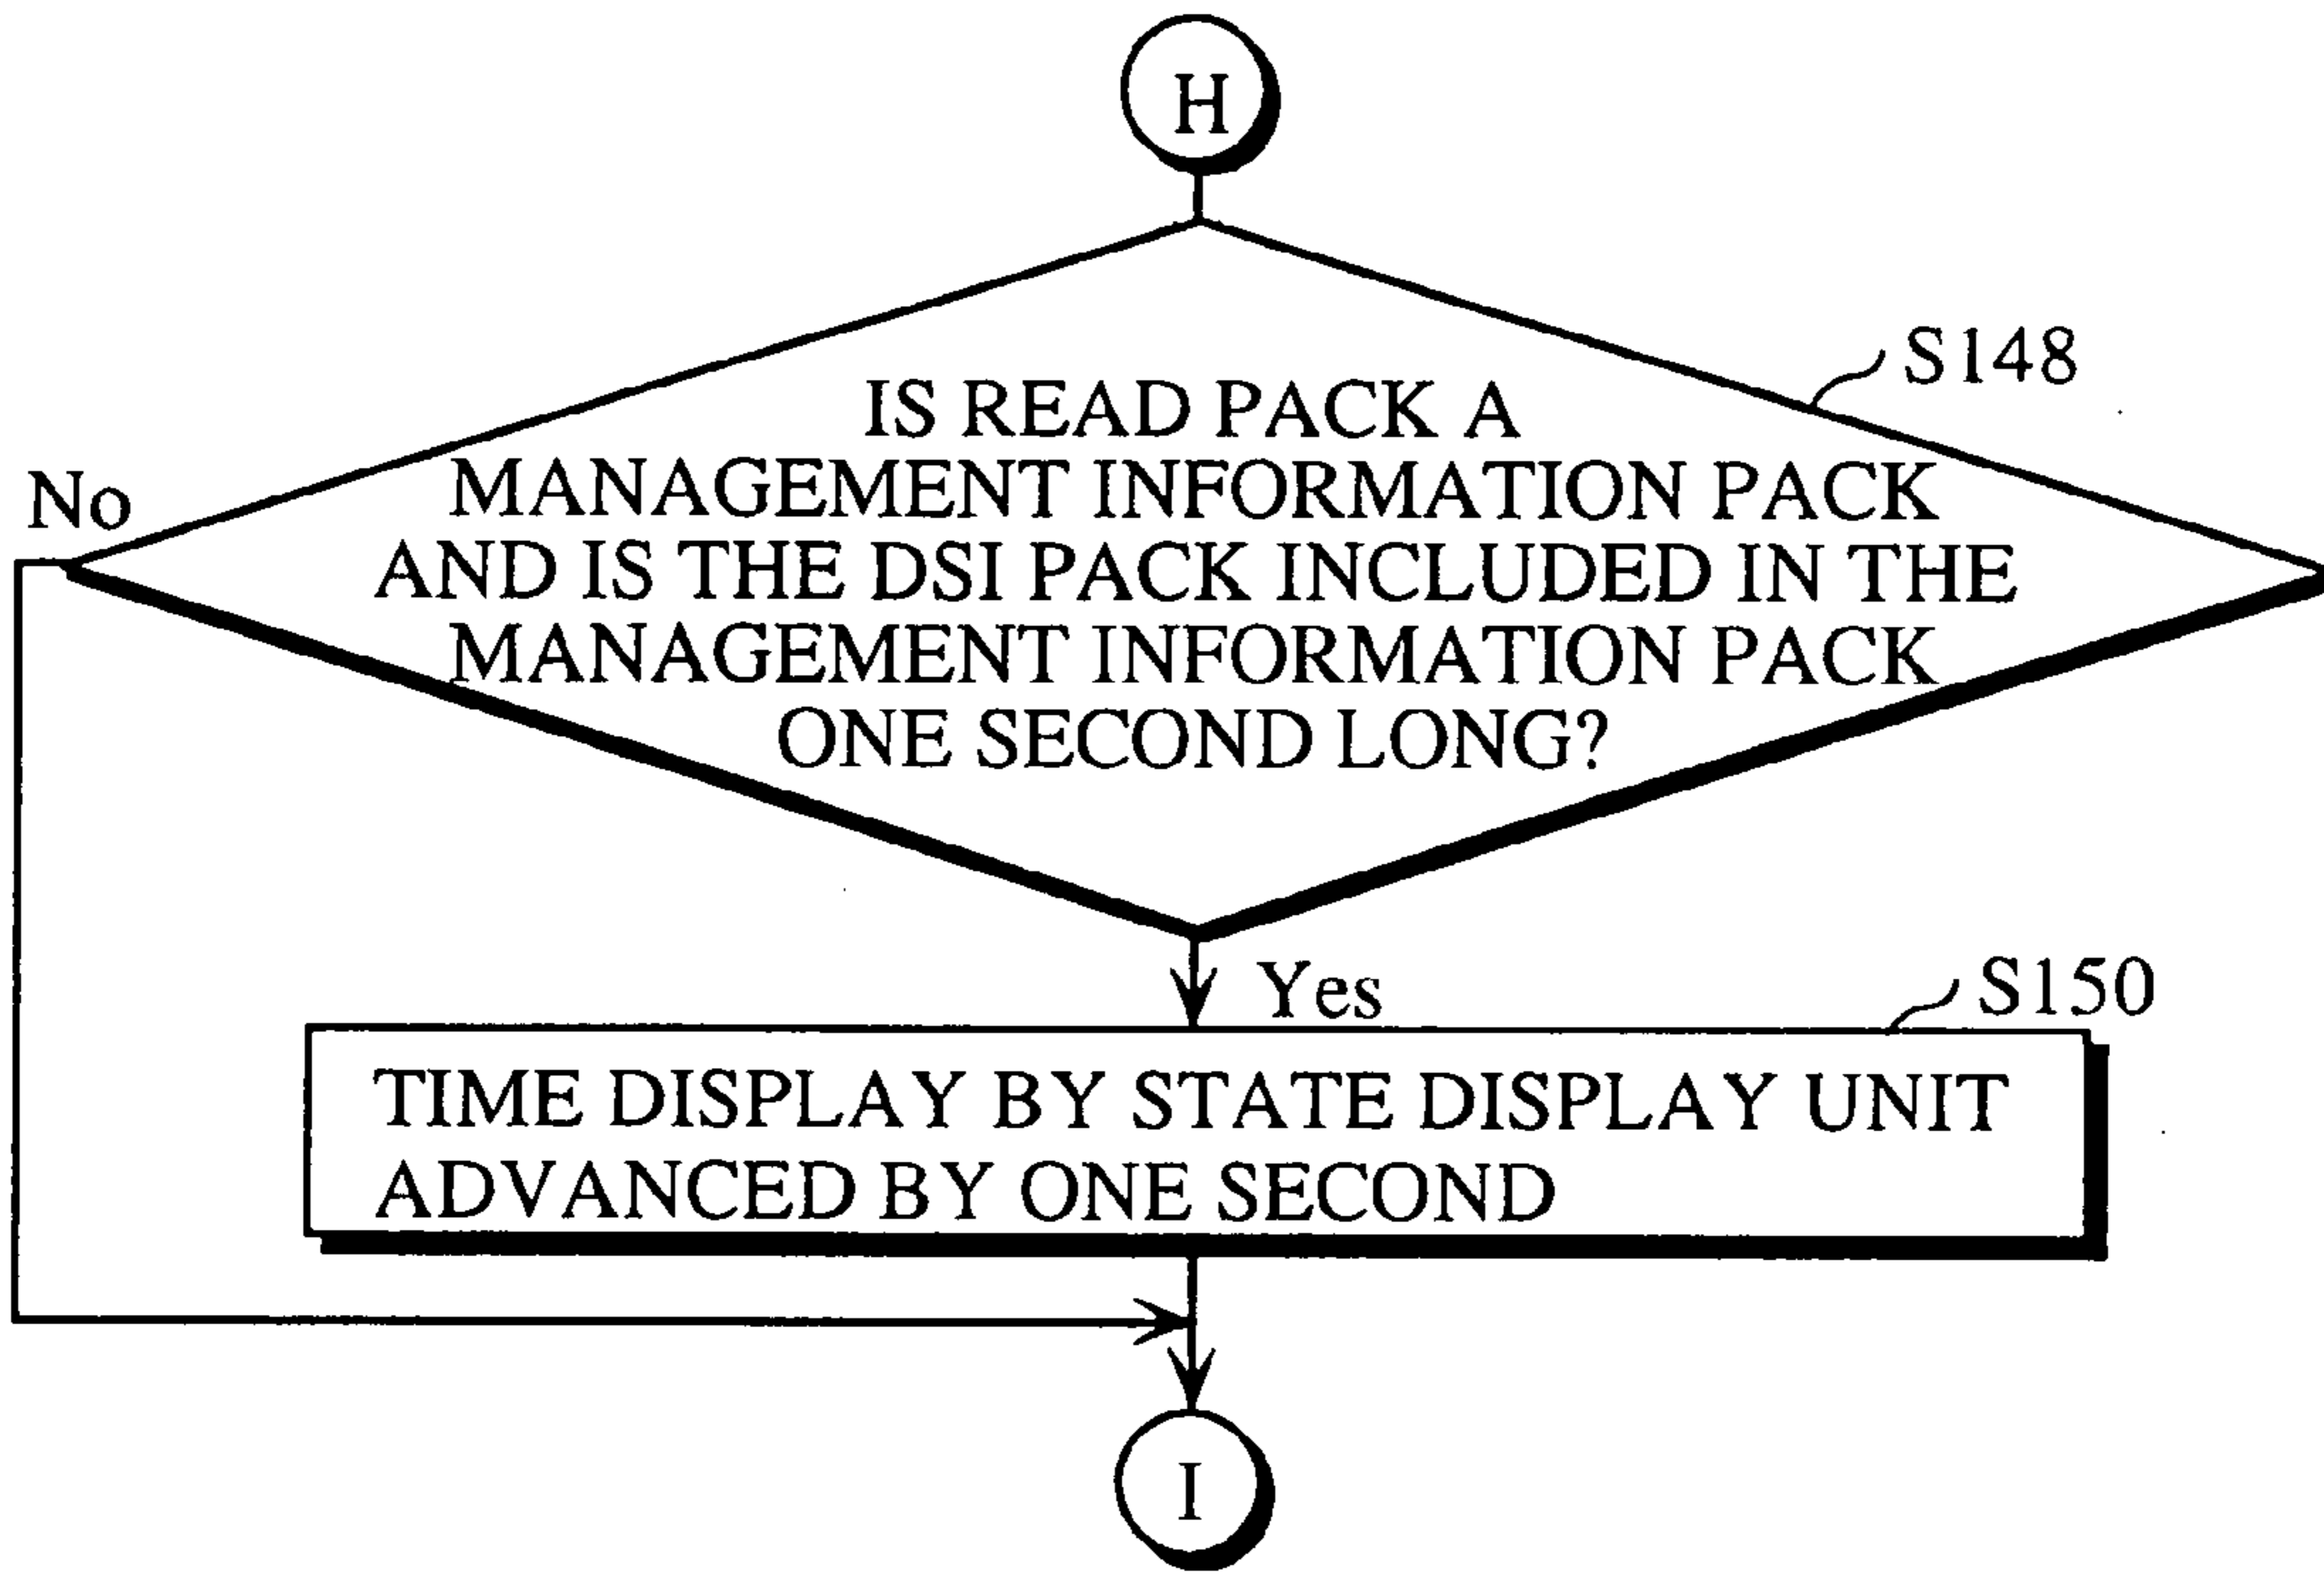 H
S148
IS READ PACK A
MANAGEMENT INFORMATION PACK
No
AND IS THE DSI PACK INCLUDED IN THE
MANAGEMENT INFORMATION PACK
ONE SECOND LONG?
Yes
S150
TIME DISPLAY BY STATE DISPLAY UNIT
ADVANCED BY ONE SECOND
I